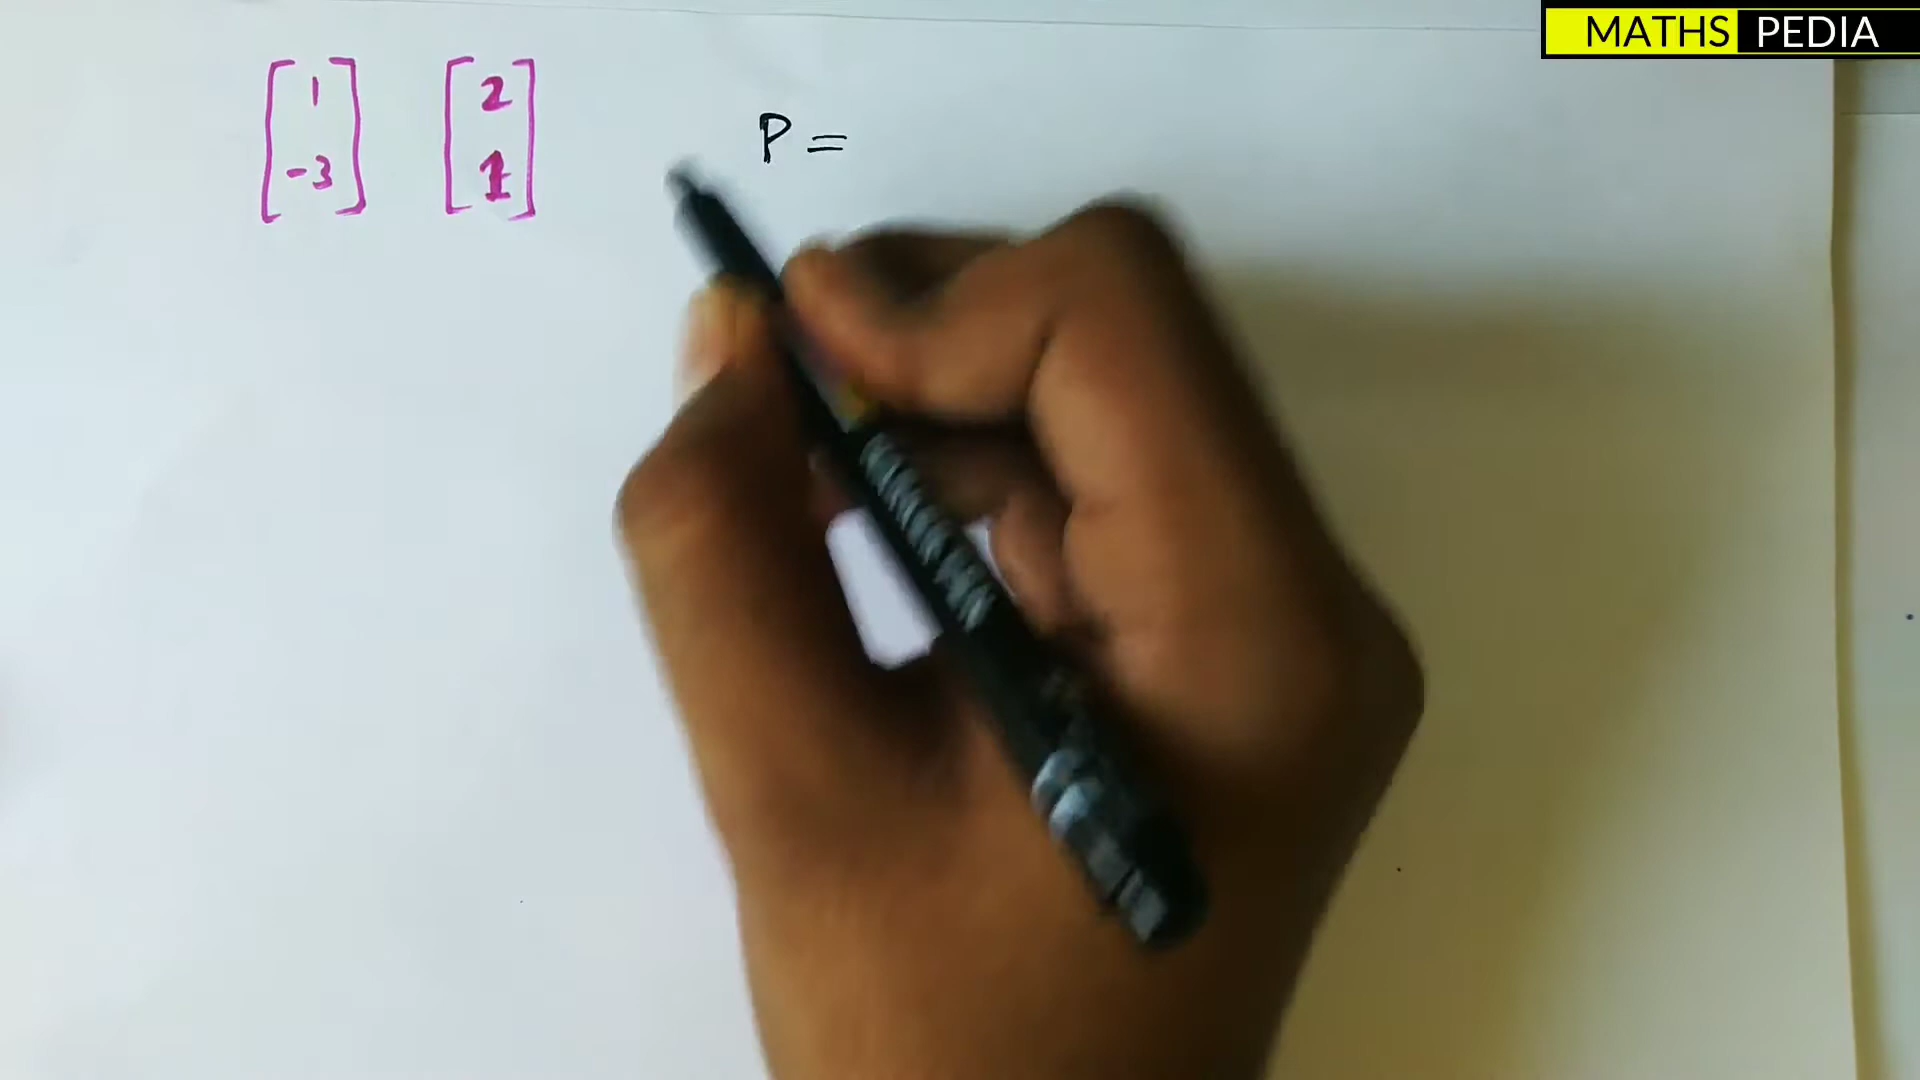 MATHS PEDIA
[1] [2] P =
[-3] [1]